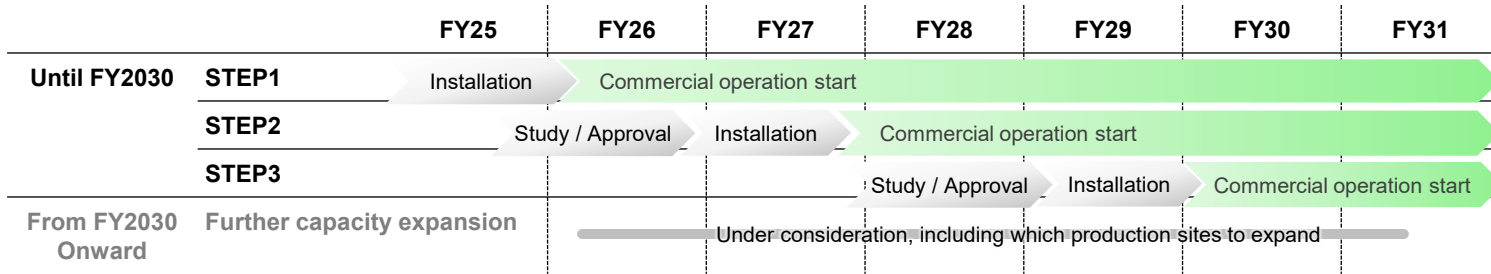 FY25 FY26 FY27 FY28 FY29 FY30 FY31
Until FY2030 STEP1 Installation Commercial operation start
STEP2 Study / Approval Installation Commercial operation start
STEP3 Study / Approval Installation Commercial operation start
From FY2030 Further capacity expansion
Onward
Under consideration, including which production sites to expand